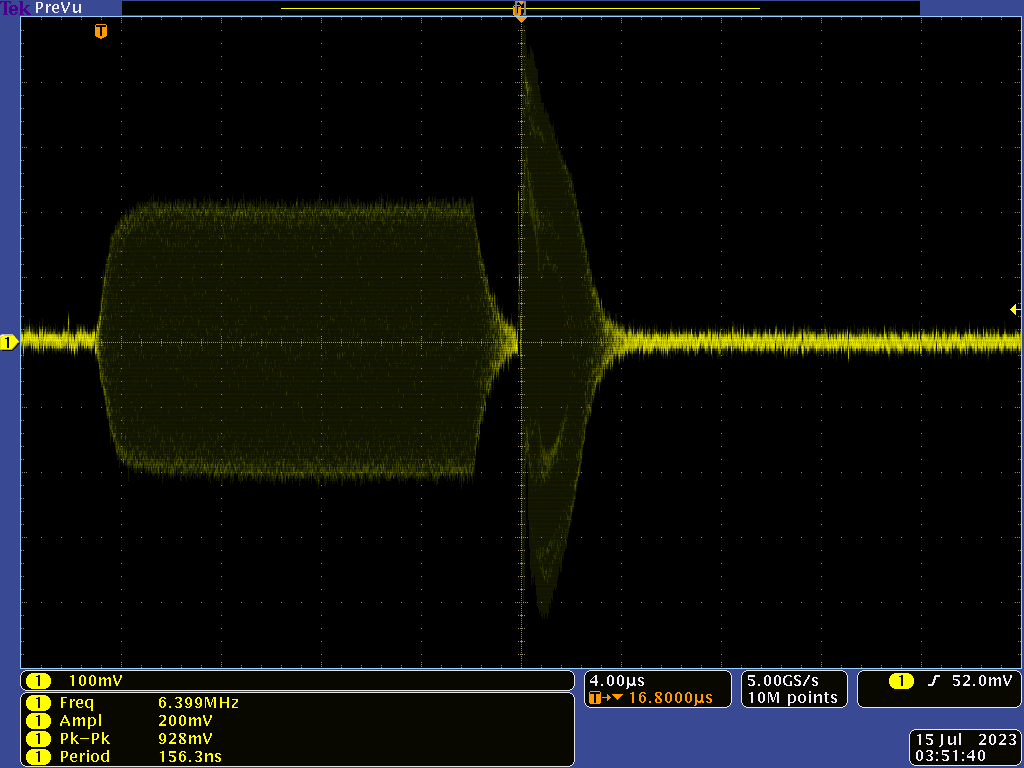 Tek PreVu
T
T
1
1 100mV
4.00μs
T→▼ 16.8000μs
5.00GS/s
10M points
1 ∫ 52.0mV
1 Freq 6.399MHz
1 Ampl 200mV
1 Pk-Pk 928mV
1 Period 156.3ns
15 Jul 2023
03:51:40